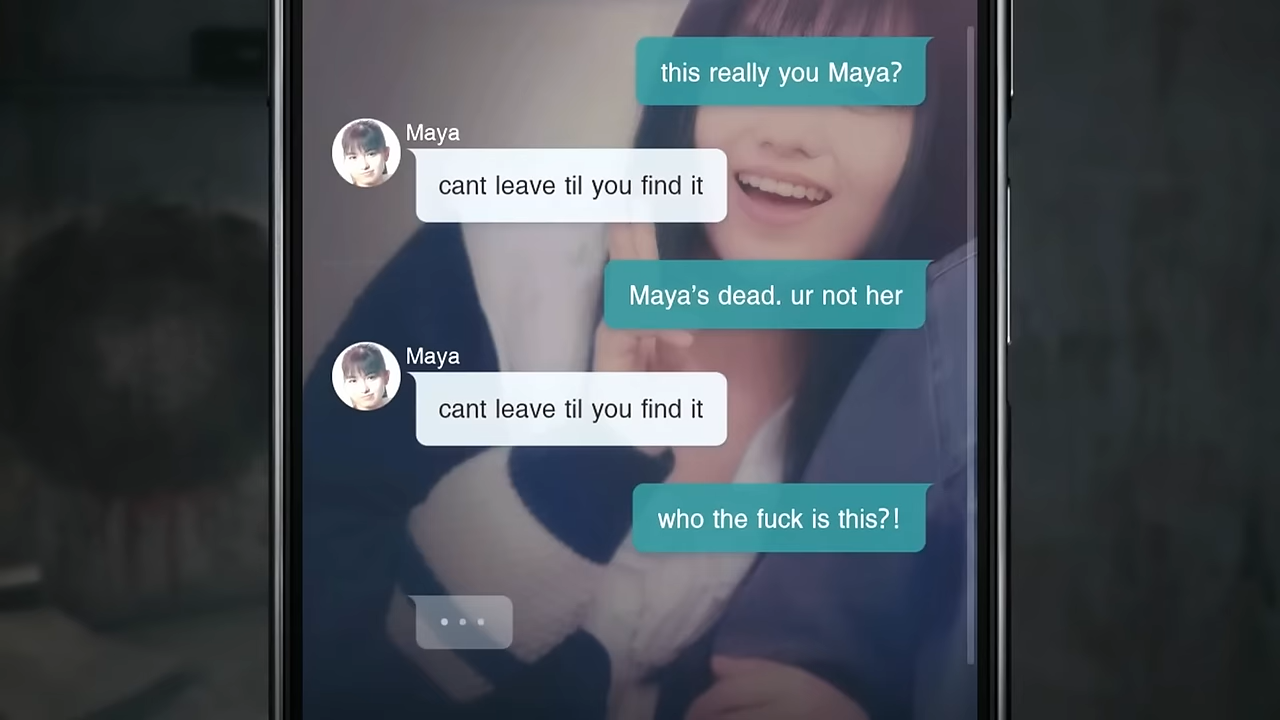 this really you Maya?
Maya
cant leave til you find it
Maya's dead. ur not her
Maya
cant leave til you find it
who the fuck is this?!